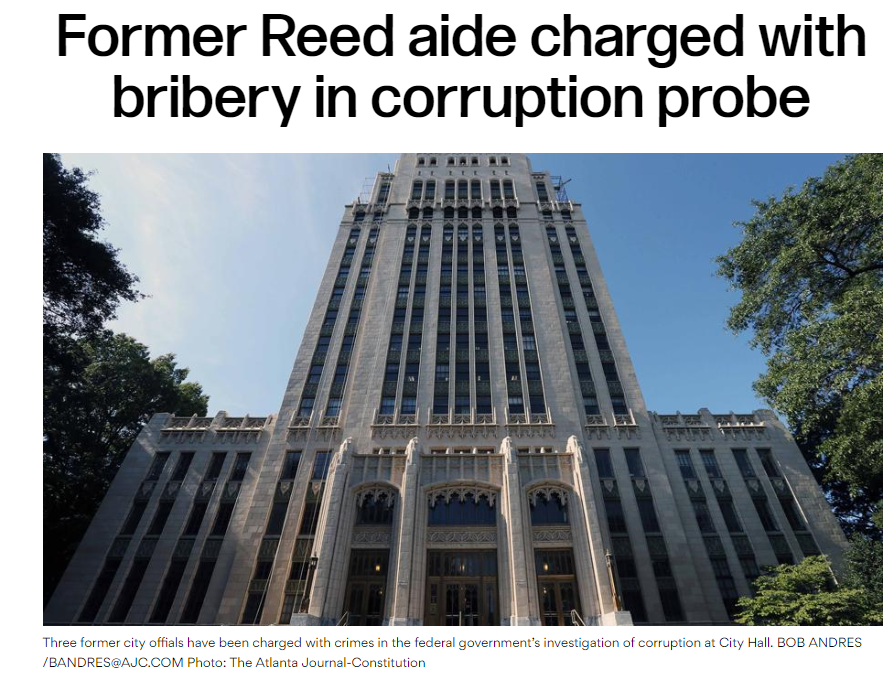 Former Reed aide charged with
bribery in corruption probe
Three former city offials have been charged with crimes in the federal government's investigation of corruption at City Hall. BOB ANDRES
/BANDRES@AJC.COM Photo: The Atlanta Journal-Constitution